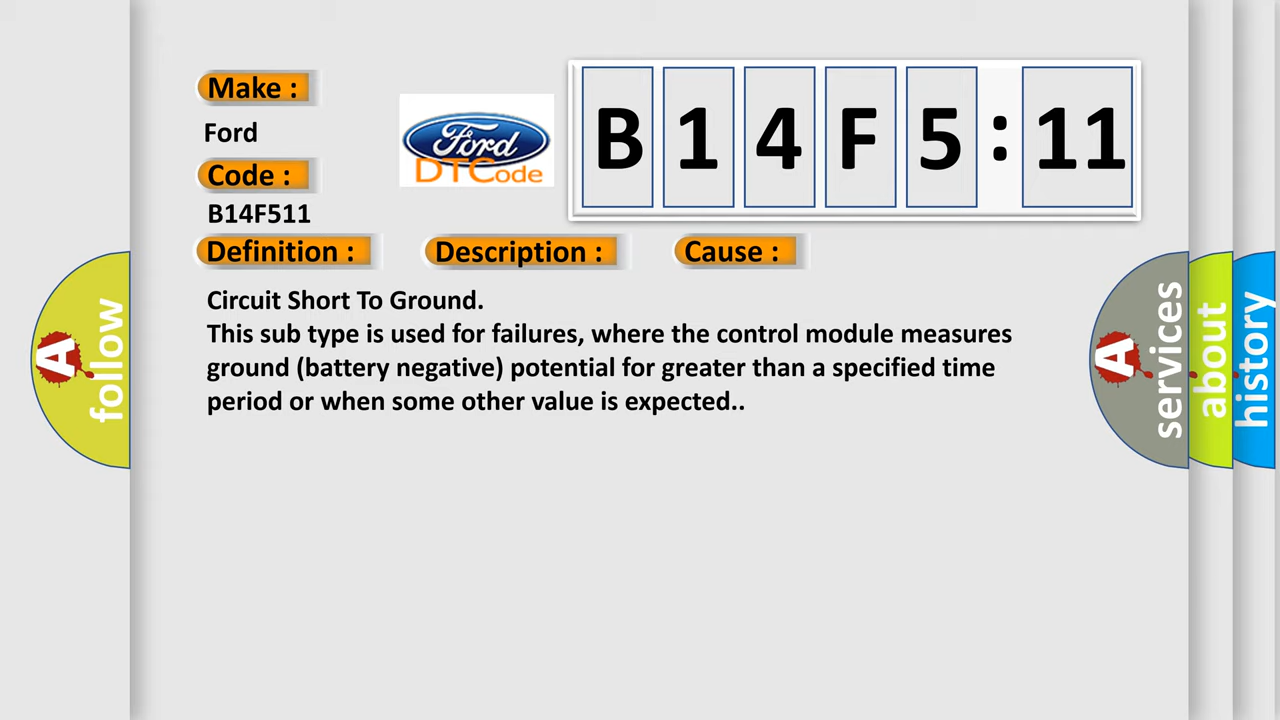 Make :
Ford
Code :
B14F511
Ford
DTCode
B 1 4 F 5 : 11
Definition :
Description :
Cause :
Circuit Short To Ground.
This sub type is used for failures, where the control module measures
ground (battery negative) potential for greater than a specified time
period or when some other value is expected..
A
follow
A
services
about
history